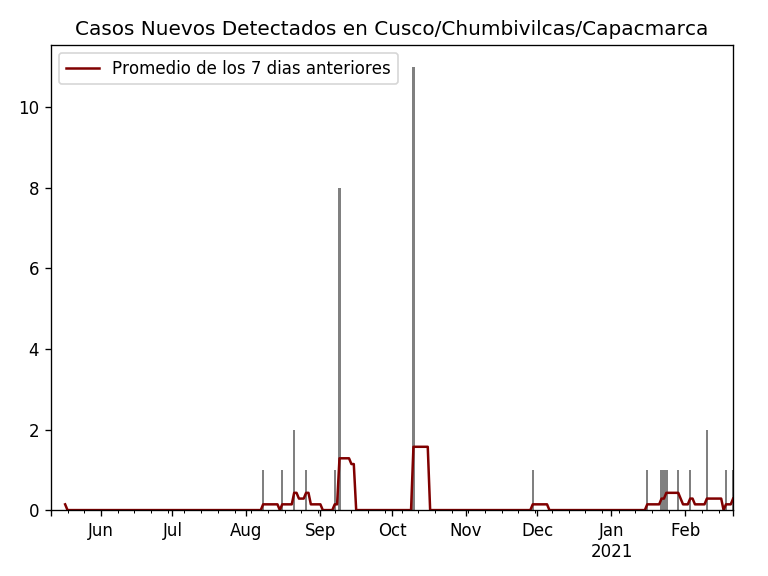 Casos Nuevos Detectados en Cusco/Chumbivilcas/Capacmarca
Promedio de los 7 dias anteriores
10
8
6
4
2
0
Jun Jul Aug Sep Oct Nov Dec Jan Feb
2021